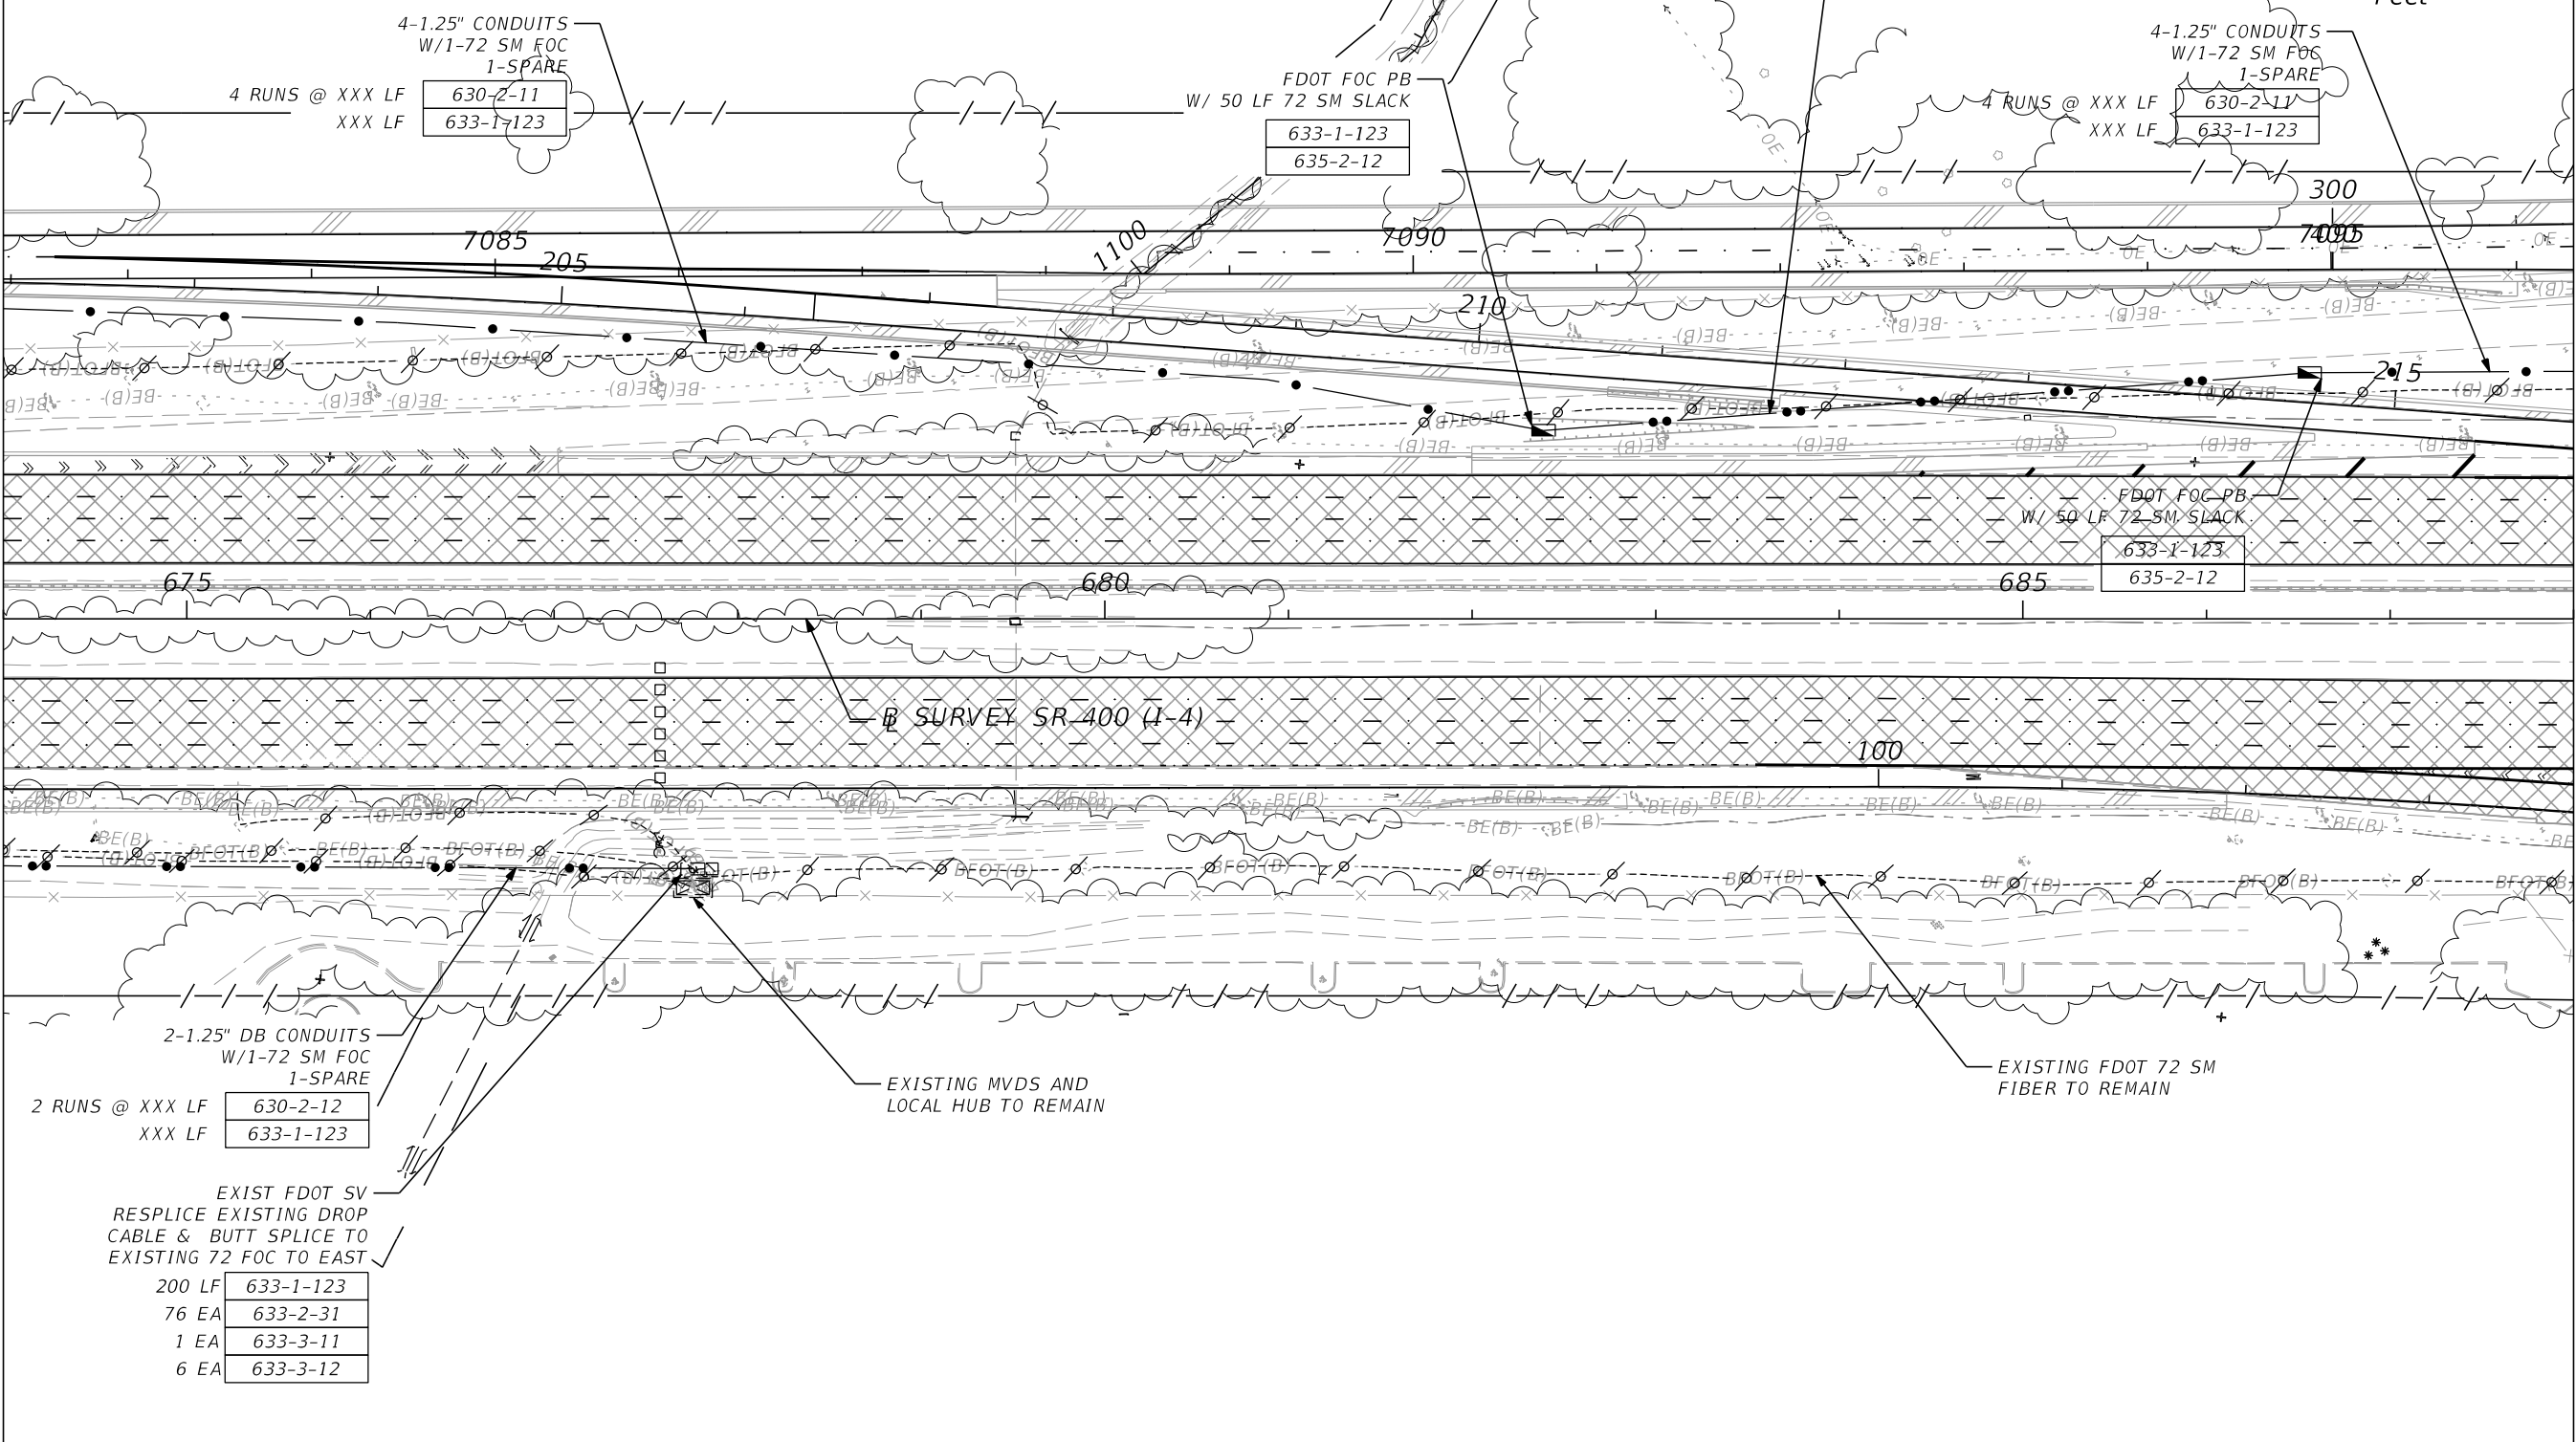 Feet
4-1.25" CONDUITS
W/1-72 SM FOC
1-SPARE
4 RUNS @ XXX LF 630-2-11
XXX LF 633-1-123
FDOT FOC PB
W/ 50 LF 72 SM SLACK
633-1-123
635-2-12
4-1.25" CONDUITS
W/1-72 SM FOC
1-SPARE
4 RUNS @ XXX LF 630-2-11
XXX LF 633-1-123
300
7085
205
1100
7090
7095
210
215
FDOT FOC PB
W/ 50 LF 72 SM SLACK
633-1-123
635-2-12
675
680
685
B SURVEY SR 400 (I-4)
100
BE(B)
BFOT(B)
2-1.25" DB CONDUITS
W/1-72 SM FOC
1-SPARE
2 RUNS @ XXX LF 630-2-12
XXX LF 633-1-123
EXISTING MVDS AND
LOCAL HUB TO REMAIN
EXISTING FDOT 72 SM
FIBER TO REMAIN
EXIST FDOT SV
RESPLICE EXISTING DROP
CABLE & BUTT SPLICE TO
EXISTING 72 FOC TO EAST
200 LF 633-1-123
76 EA 633-2-31
1 EA 633-3-11
6 EA 633-3-12